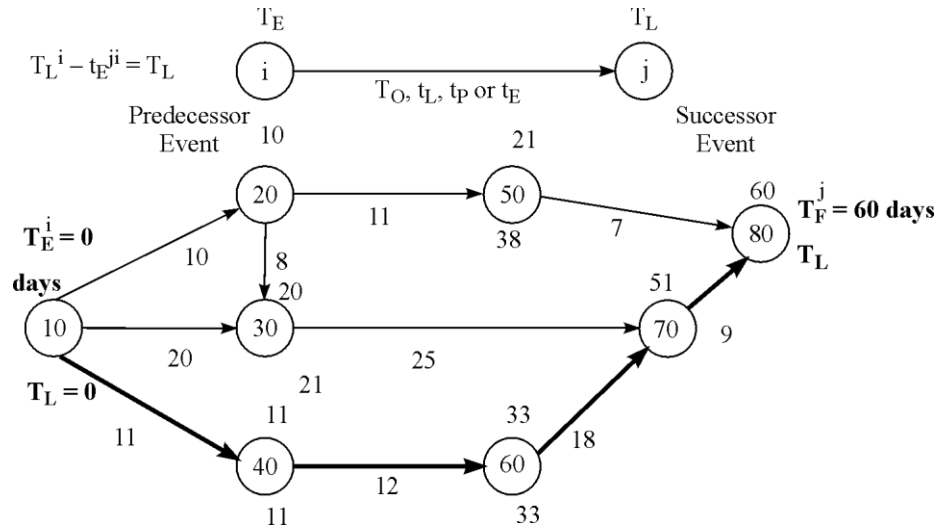 T_E
T_L
T_L^i – t_E^ji = T_L
i
j
T_O, t_L, t_P or t_E
Predecessor
Event
Successor
Event
10
21
60
20
50
T_F^j = 60 days
T_E^i = 0
11
38
7
80
10
8
T_L
days
20
51
10
30
70
9
20
25
21
T_L = 0
11
33
11
18
40
12
60
11
33